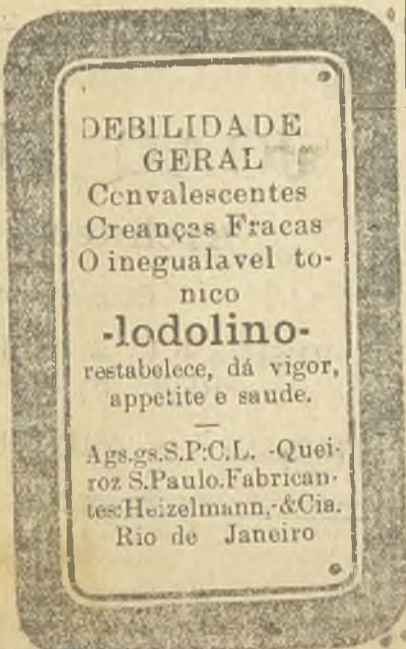 DEBILIDADE
GERAL
Convalescentes
Creanças Fracas
O inegualavel to-
nico
-Iodolino-
restabelece, dá vigor,
appetite e saude.
—
Ags.gs.S.P:C.L. -Quei-
roz S.Paulo.Fabrican-
tes:Heizelmann,-&Cia.
Rio de Janeiro